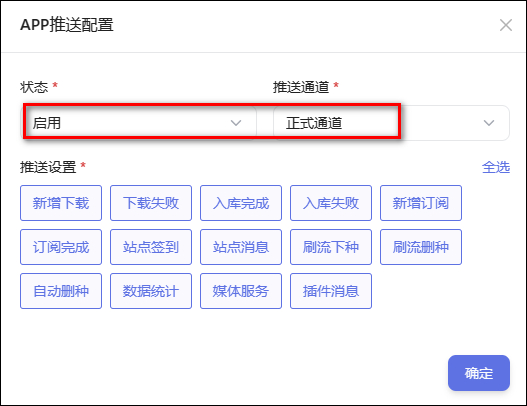 APP推送配置
状态 * 推送通道 *
启用 正式通道
推送设置 * 全选
新增下载 下载失败 入库完成 入库失败 新增订阅
订阅完成 站点签到 站点消息 刷流下种 刷流删种
自动删种 数据统计 媒体服务 插件消息
确定